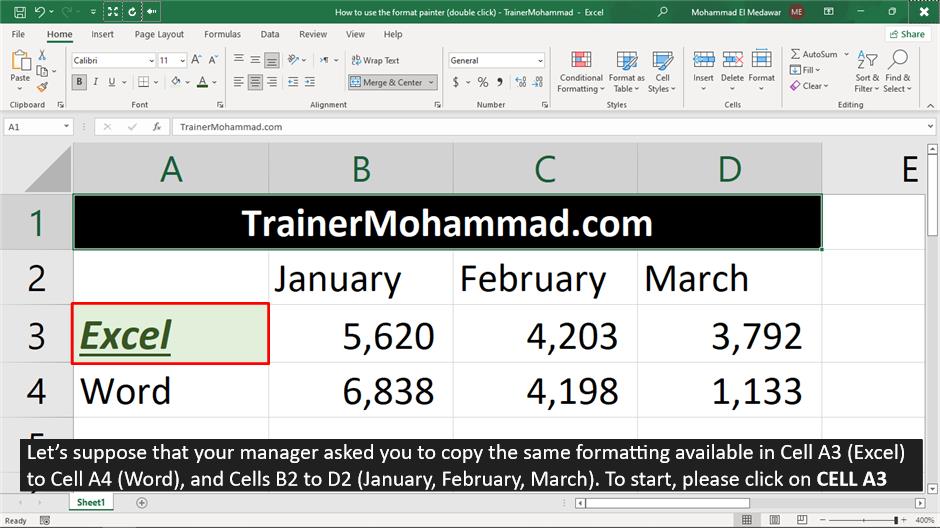 How to use the format painter (double click) - TrainerMohammad - Excel
Mohammad El Medawar
ME
File Home Insert Page Layout Formulas Data Review View Help
Share
Paste
Clipboard
Calibri 11
B I U
Font
Wrap Text
Merge & Center
Alignment
General
$ % ,
Number
Conditional Formatting
Format as Table
Cell Styles
Styles
Insert Delete Format
Cells
AutoSum
Fill
Clear
Sort & Filter
Find & Select
Editing
A1
fx
TrainerMohammad.com
A B C D E
1 TrainerMohammad.com
2 January February March
3 Excel 5,620 4,203 3,792
4 Word 6,838 4,198 1,133
Let’s suppose that your manager asked you to copy the same formatting available in Cell A3 (Excel)
to Cell A4 (Word), and Cells B2 to D2 (January, February, March). To start, please click on CELL A3
Sheet1
Ready
400%